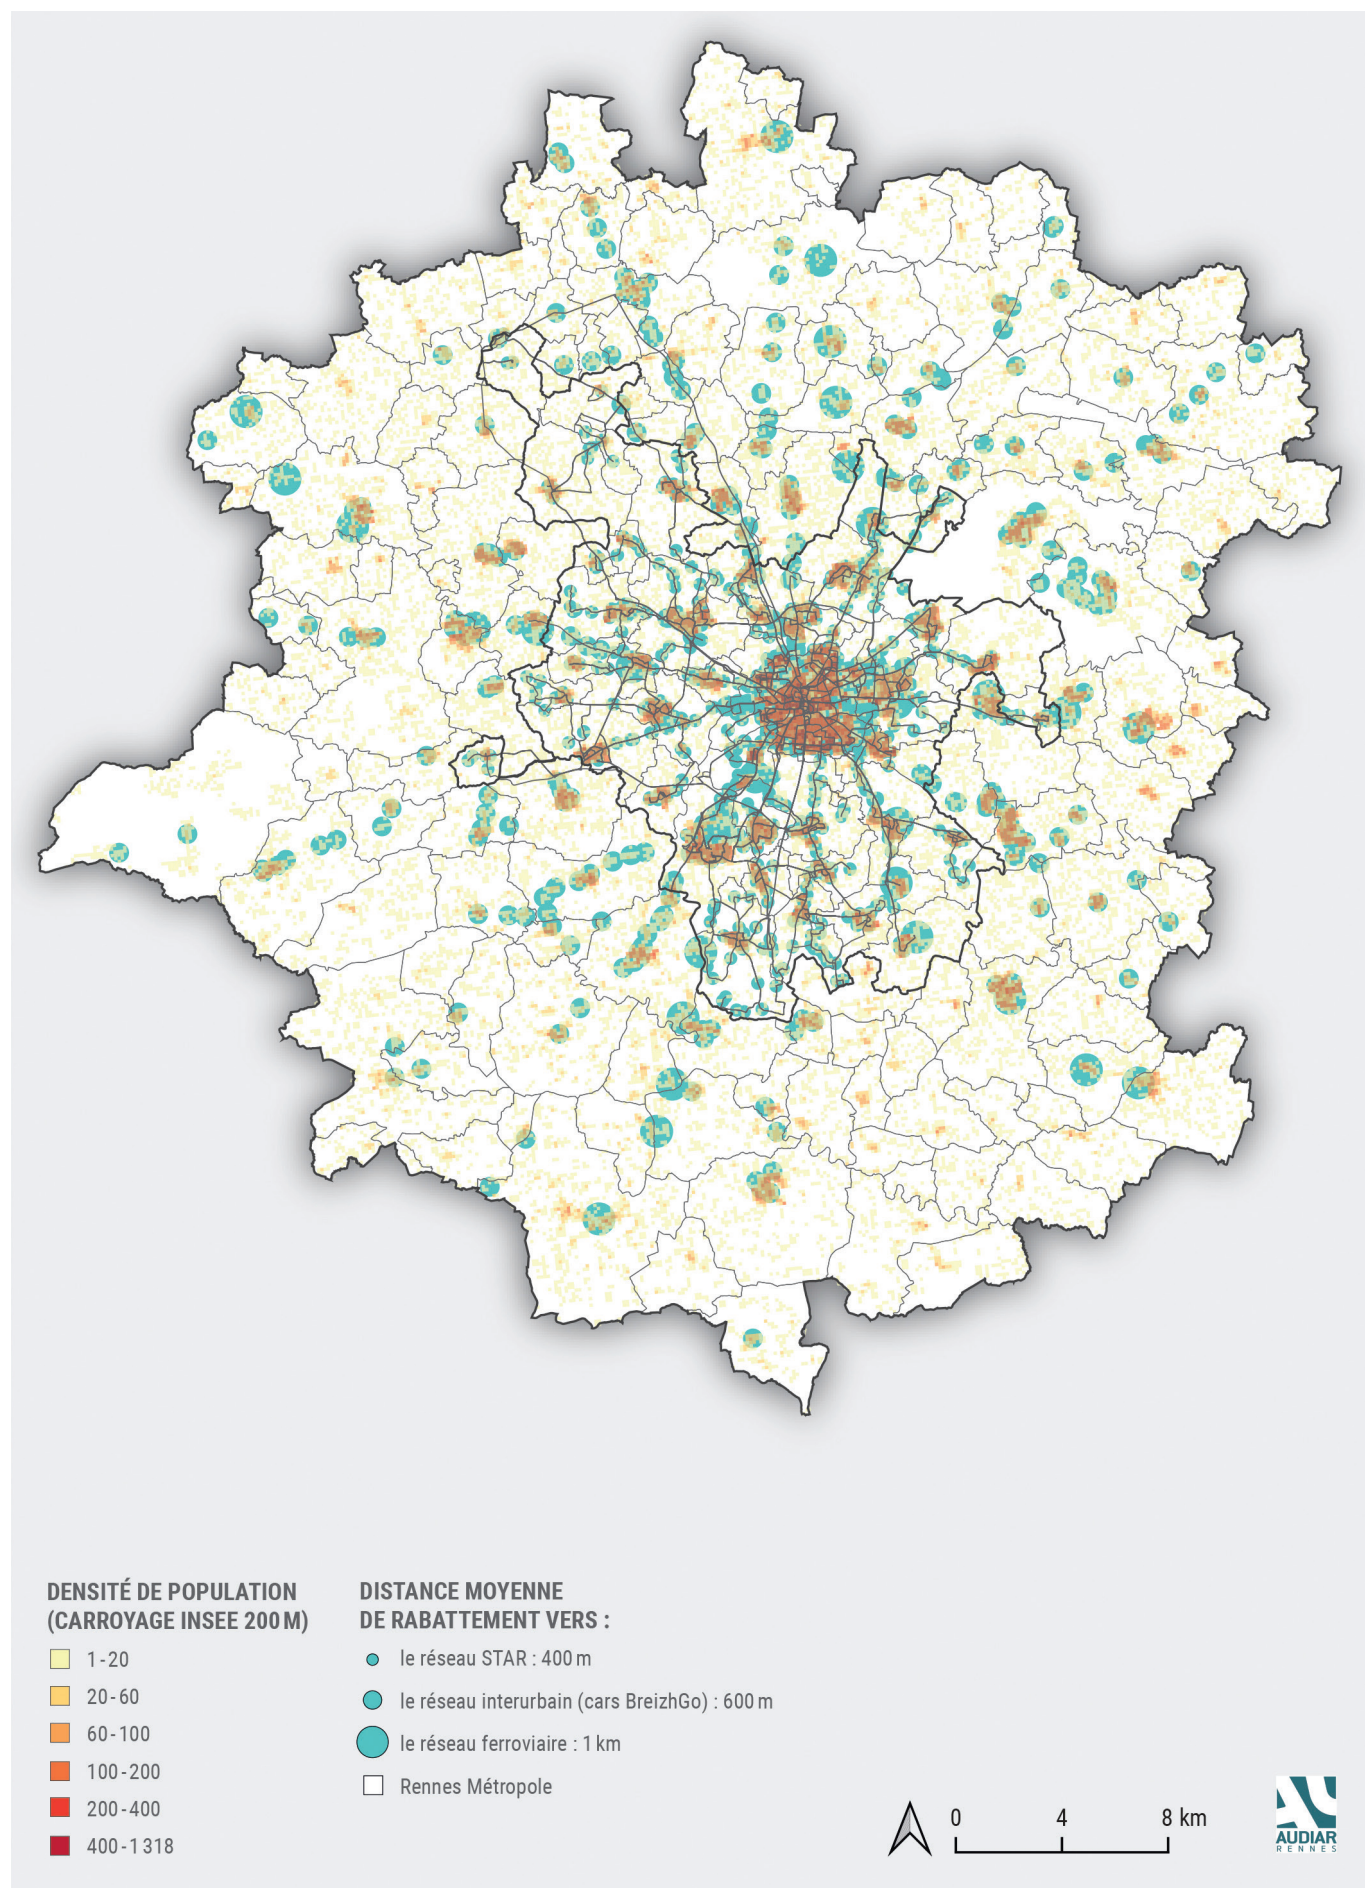 DENSITÉ DE POPULATION
(CARROYAGE INSEE 200 M)
1-20
20-60
60-100
100-200
200-400
400-1 318
DISTANCE MOYENNE
DE RABATTEMENT VERS :
le réseau STAR : 400 m
le réseau interurbain (cars BreizhGo) : 600 m
le réseau ferroviaire : 1 km
Rennes Métropole
0 4 8 km
AUDIAR
RENNES